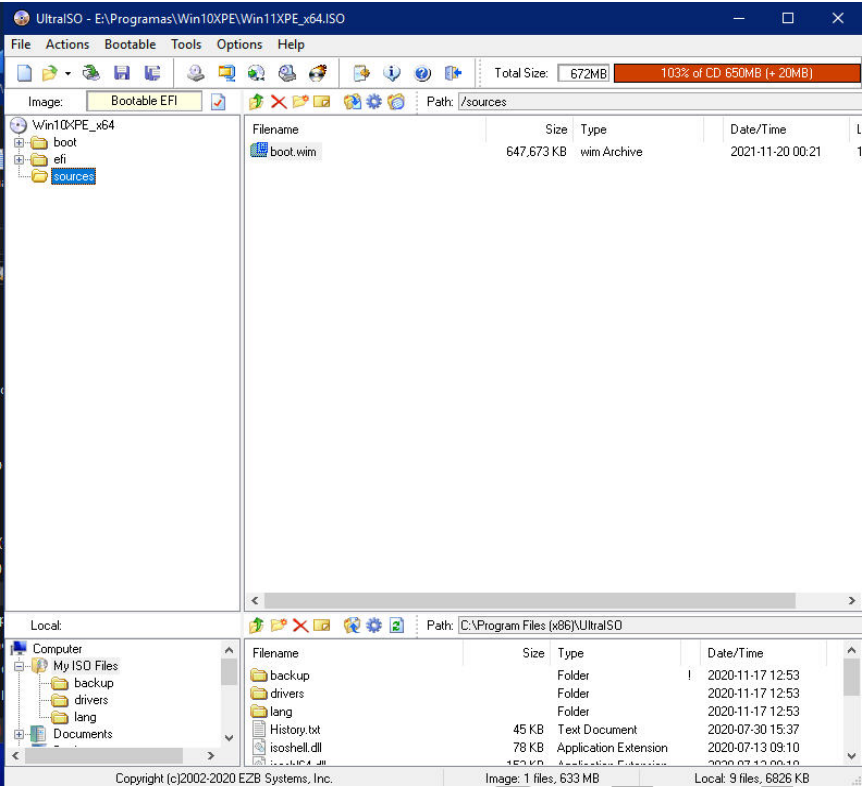 UltraISO - E:\Programas\Win10XPE\Win11XPE_x64.ISO
File Actions Bootable Tools Options Help
Total Size: 672MB 103% of CD 650MB (+ 20MB)
Image: Bootable EFI Path: /sources
Win10XPE_x64
boot
efi
sources
Filename Size Type Date/Time L
boot.wim 647,673 KB wim Archive 2021-11-20 00:21 1
Local: Path: C:\Program Files (x86)\UltraISO
Computer
My ISO Files
backup
drivers
lang
Documents
Filename Size Type Date/Time
backup Folder ! 2020-11-17 12:53
drivers Folder 2020-11-17 12:53
lang Folder 2020-11-17 12:53
History.txt 45 KB Text Document 2020-07-30 15:37
isoshell.dll 78 KB Application Extension 2020-07-13 09:10
Copyright (c)2002-2020 EZB Systems, Inc. Image: 1 files, 633 MB Local: 9 files, 6826 KB